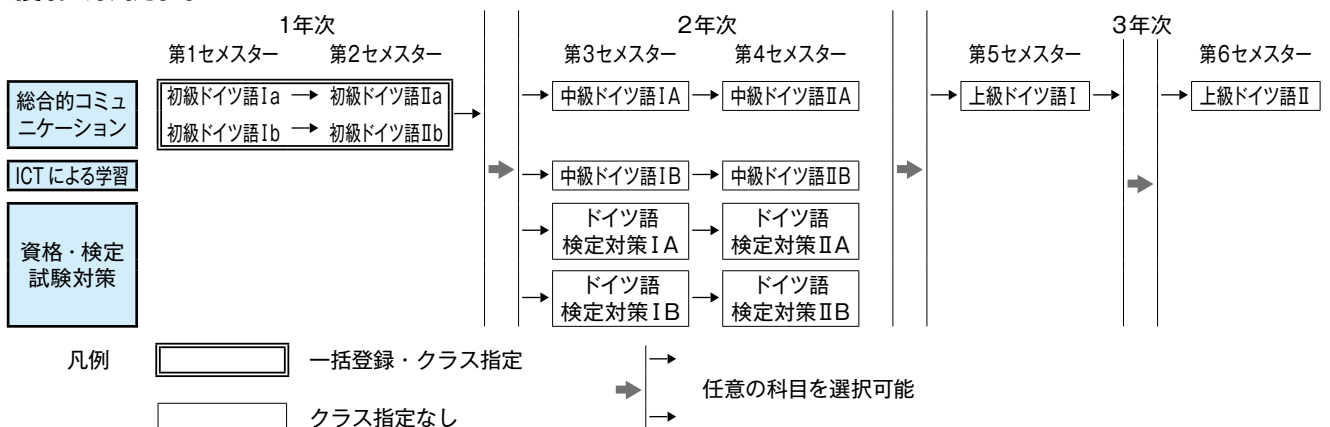 1年次 2年次 3年次
第1セメスター 第2セメスター 第3セメスター 第4セメスター 第5セメスター 第6セメスター
総合的コミュ
ニケーション
初級ドイツ語Ⅰa → 初級ドイツ語Ⅱa
初級ドイツ語Ⅰb → 初級ドイツ語Ⅱb
中級ドイツ語ⅠA → 中級ドイツ語ⅡA
上級ドイツ語Ⅰ → 上級ドイツ語Ⅱ
ICTによる学習
中級ドイツ語ⅠB → 中級ドイツ語ⅡB
資格・検定
試験対策
ドイツ語
検定対策ⅠA
ドイツ語
検定対策ⅡA
ドイツ語
検定対策ⅠB
ドイツ語
検定対策ⅡB
凡例
一括登録・クラス指定
任意の科目を選択可能
クラス指定なし